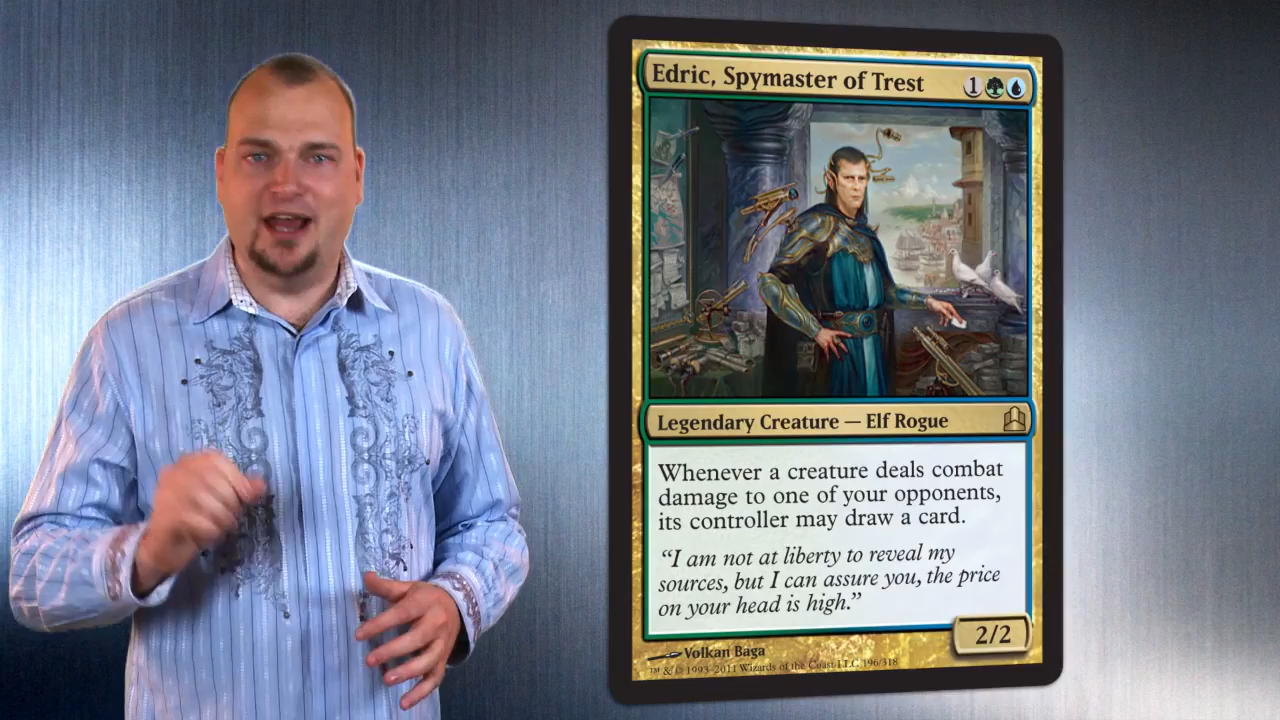 Edric, Spymaster of Trest 1
Legendary Creature — Elf Rogue
Whenever a creature deals combat
damage to one of your opponents,
its controller may draw a card.
“I am not at liberty to reveal my
sources, but I can assure you, the price
on your head is high.”
2/2
Volkan Baga
™ & © 1993–2011 Wizards of the Coast LLC 196/318